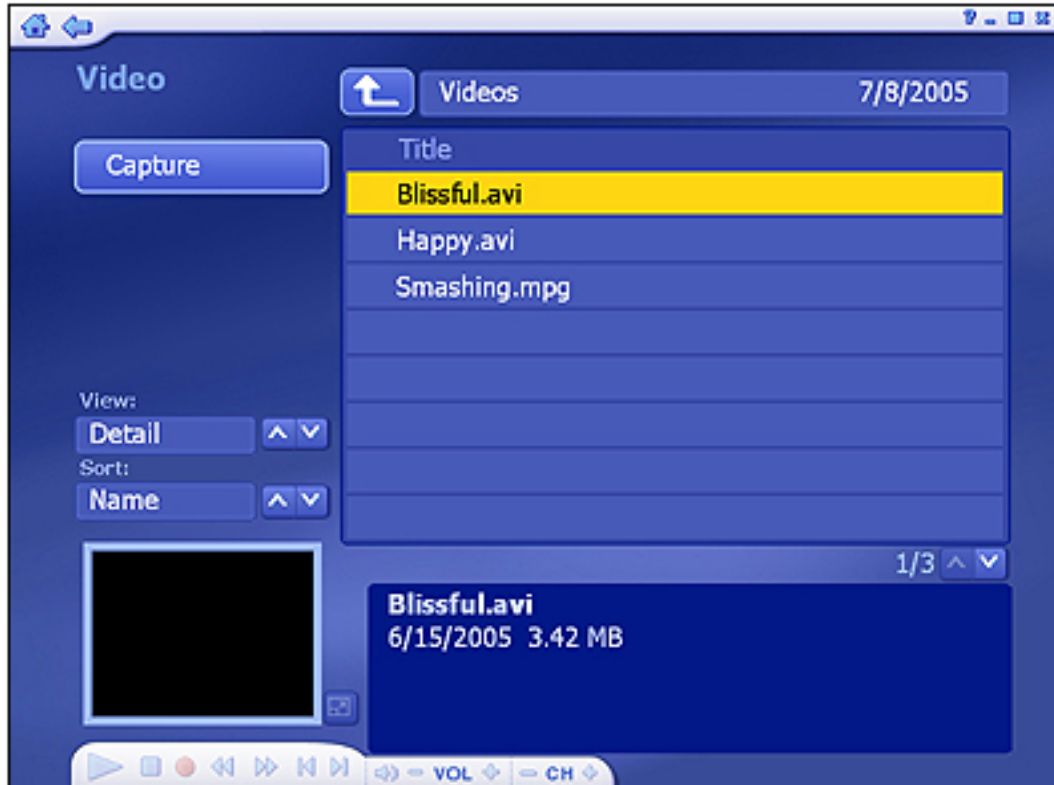 ?
Video
Videos 7/8/2005
Capture
Title
Blissful.avi
Happy.avi
Smashing.mpg
View:
Detail
Sort:
Name
1/3
Blissful.avi
6/15/2005 3.42 MB
VOL CH